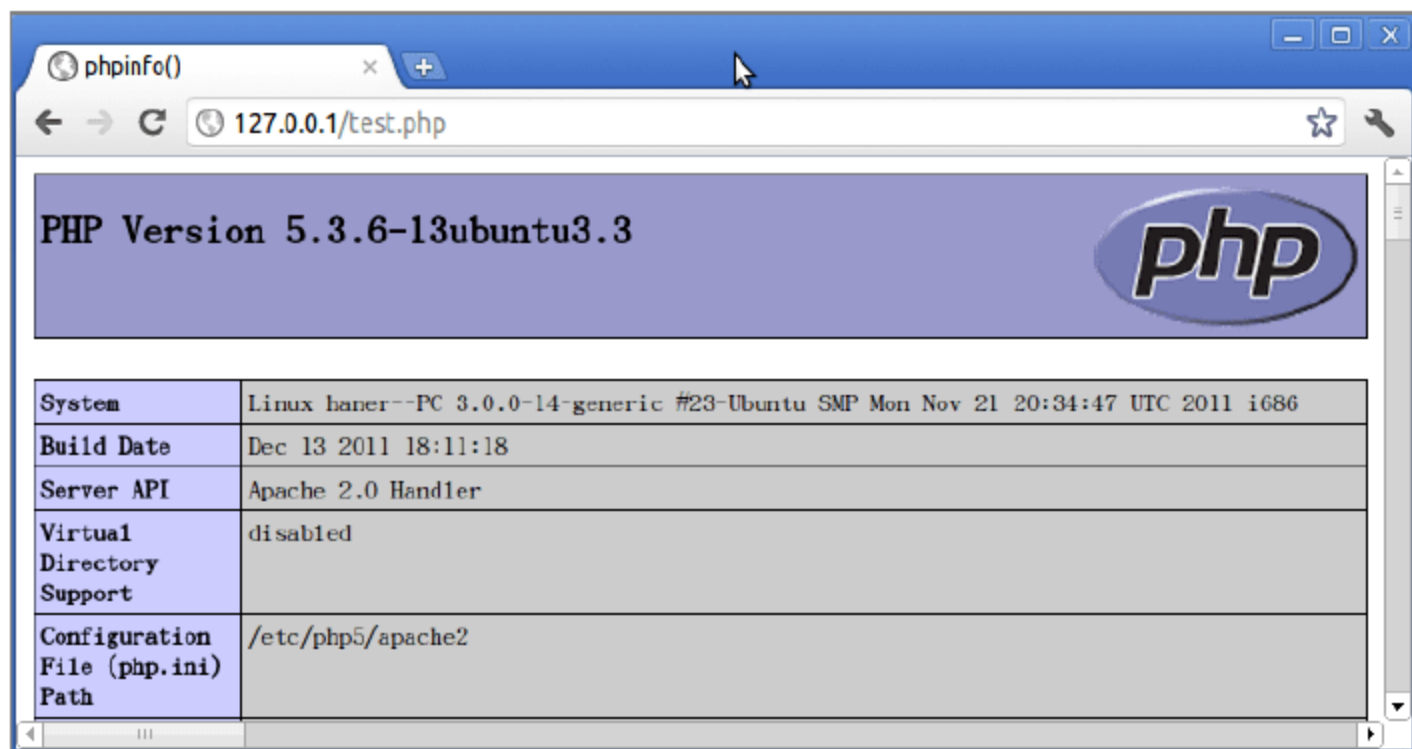 phpinfo()
127.0.0.1/test.php
PHP Version 5.3.6-13ubuntu3.3
php
System Linux haner--PC 3.0.0-14-generic #23-Ubuntu SMP Mon Nov 21 20:34:47 UTC 2011 i686
Build Date Dec 13 2011 18:11:18
Server API Apache 2.0 Handler
Virtual disabled
Directory
Support
Configuration /etc/php5/apache2
File (php.ini)
Path